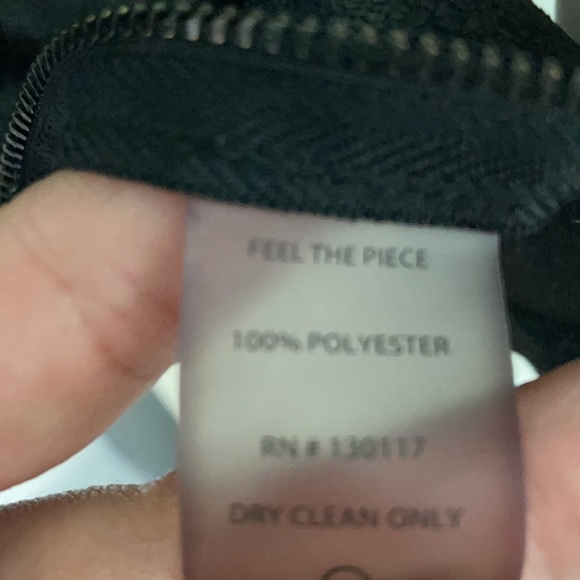 FEEL THE PIECE
100% POLYESTER
RN # 130117
DRY CLEAN ONLY